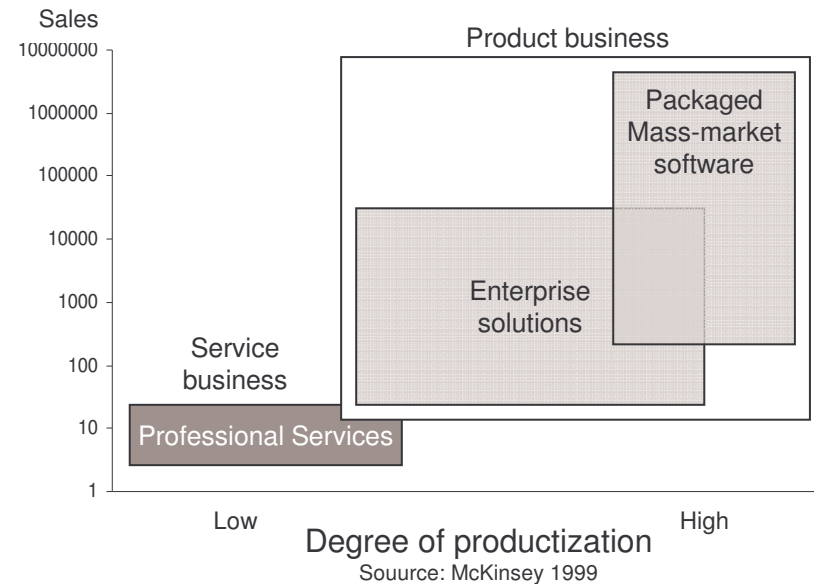 Sales
10000000
1000000
100000
10000
1000
100
10
1
Product business
Packaged
Mass-market
software
Enterprise
solutions
Service
business
Professional Services
Low
High
Degree of productization
Souurce: McKinsey 1999